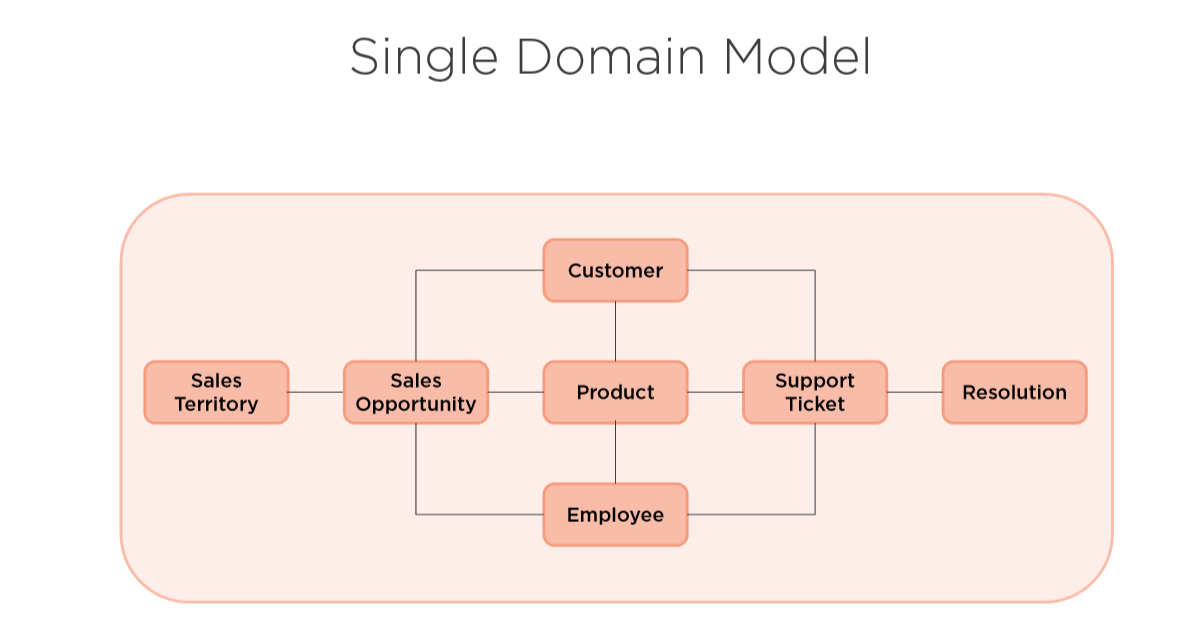 Single Domain Model
Customer
Sales
Territory
Sales
Opportunity
Product
Support
Ticket
Resolution
Employee